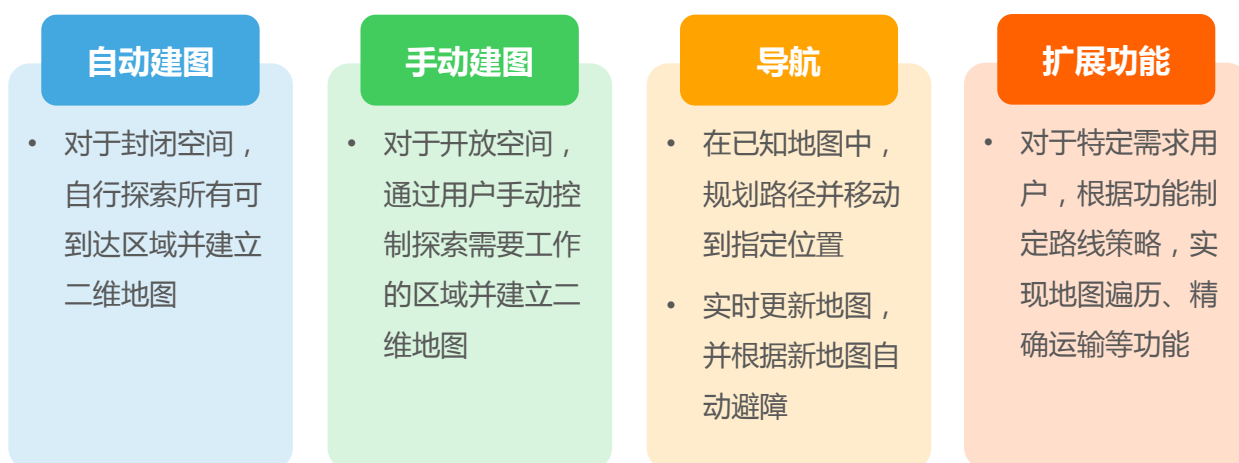 自动建图
• 对于封闭空间，
自行探索所有可
到达区域并建立
二维地图
手动建图
• 对于开放空间，
通过用户手动控
制探索需要工作
的区域并建立二
维地图
导航
• 在已知地图中，
规划路径并移动
到指定位置
• 实时更新地图，
并根据新地图自
动避障
扩展功能
• 对于特定需求用
户，根据功能制
定路线策略，实
现地图遍历、精
确运输等功能